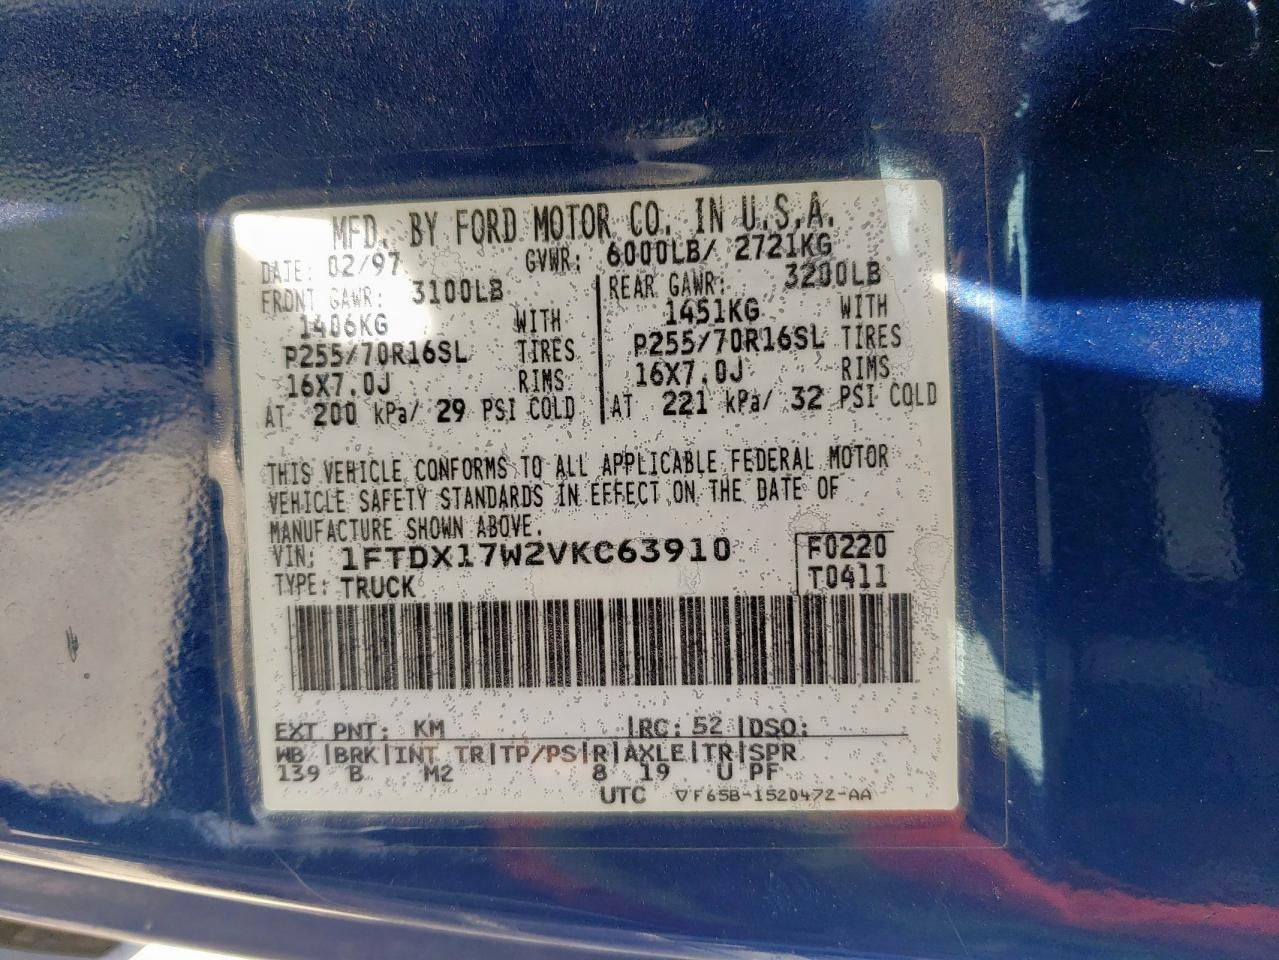 MFD. BY FORD MOTOR CO. IN U.S.A.
DATE: 02/97 GVWR: 6000LB/ 2721KG
FRONT GAWR: 3100LB REAR GAWR: 3200LB
1406KG WITH 1451KG WITH
P255/70R16SL TIRES P255/70R16SL TIRES
16X7.0J RIMS 16X7.0J RIMS
AT 200 kPa/ 29 PSI COLD AT 221 kPa/ 32 PSI COLD
THIS VEHICLE CONFORMS TO ALL APPLICABLE FEDERAL MOTOR
VEHICLE SAFETY STANDARDS IN EFFECT ON THE DATE OF
MANUFACTURE SHOWN ABOVE.
VIN: 1FTDX17W2VKC63910 F0220
TYPE: TRUCK T0411
EXT PNT: KM |RC: 52 |DSO:
WB |BRK|INT TR|TP/PS|R|AXLE|TR|SPR
139 B M2 8 19 U PF
UTC ▽F65B-1520472-AA